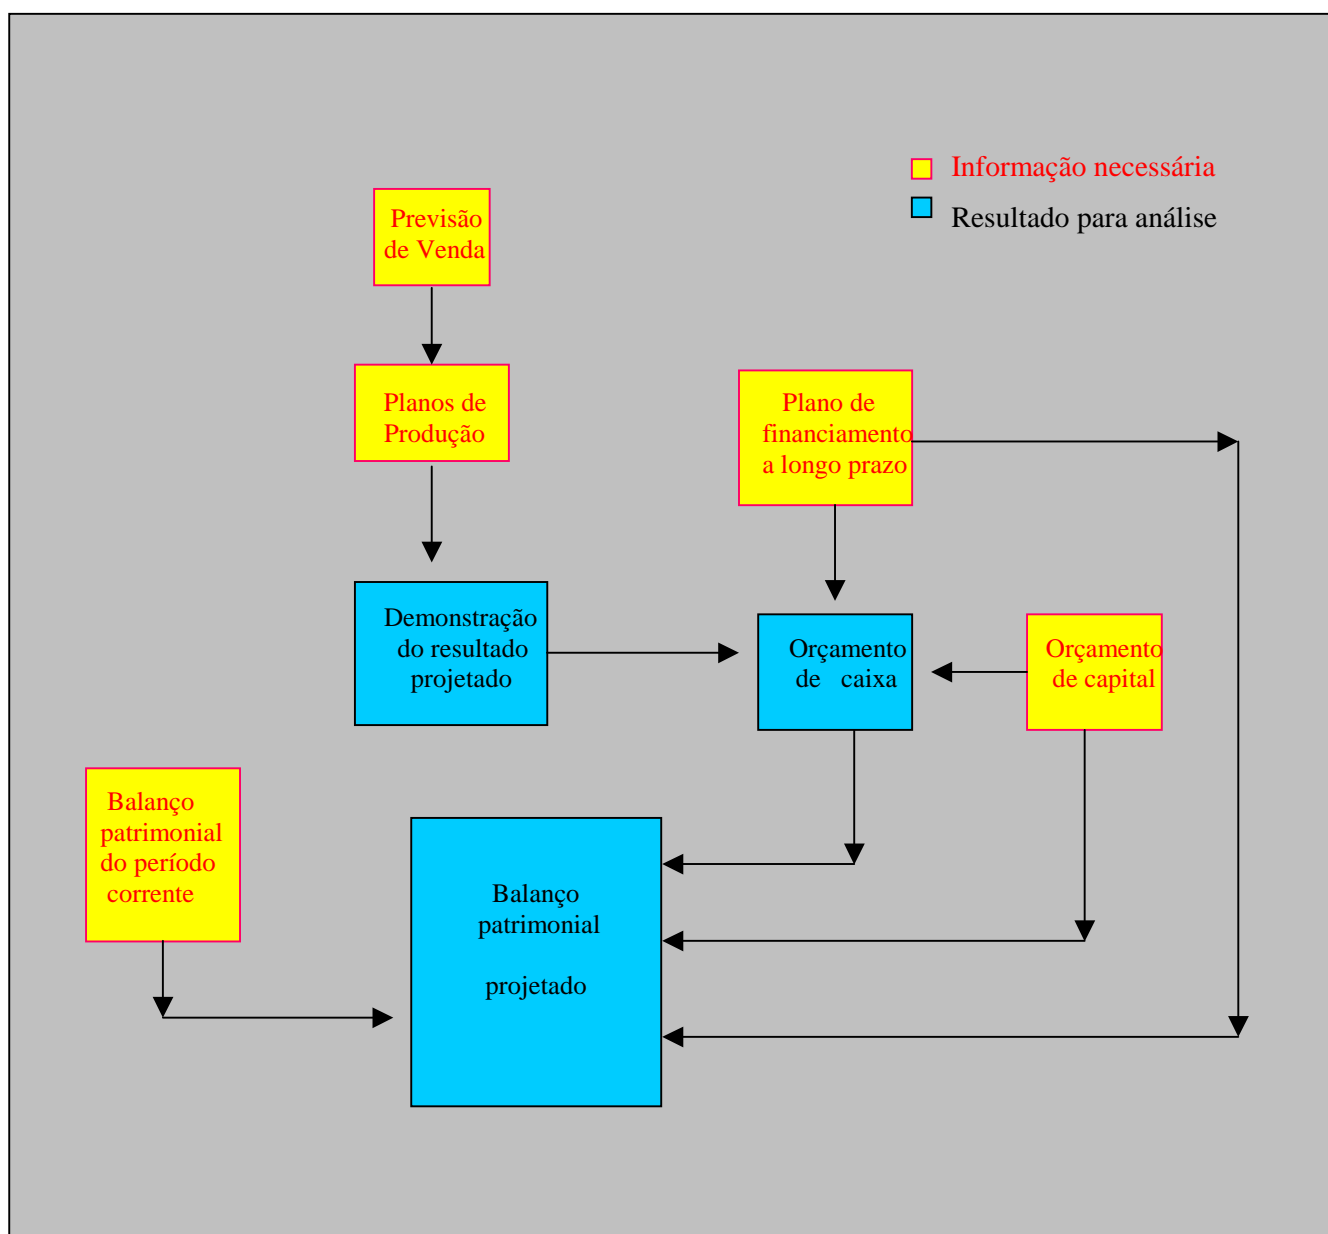 Informação necessária
Resultado para análise
Previsão
de Venda
Planos de
Produção
Plano de
financiamento
a longo prazo
Demonstração
do resultado
projetado
Orçamento
de caixa
Orçamento
de capital
Balanço
patrimonial
do período
corrente
Balanço
patrimonial
projetado